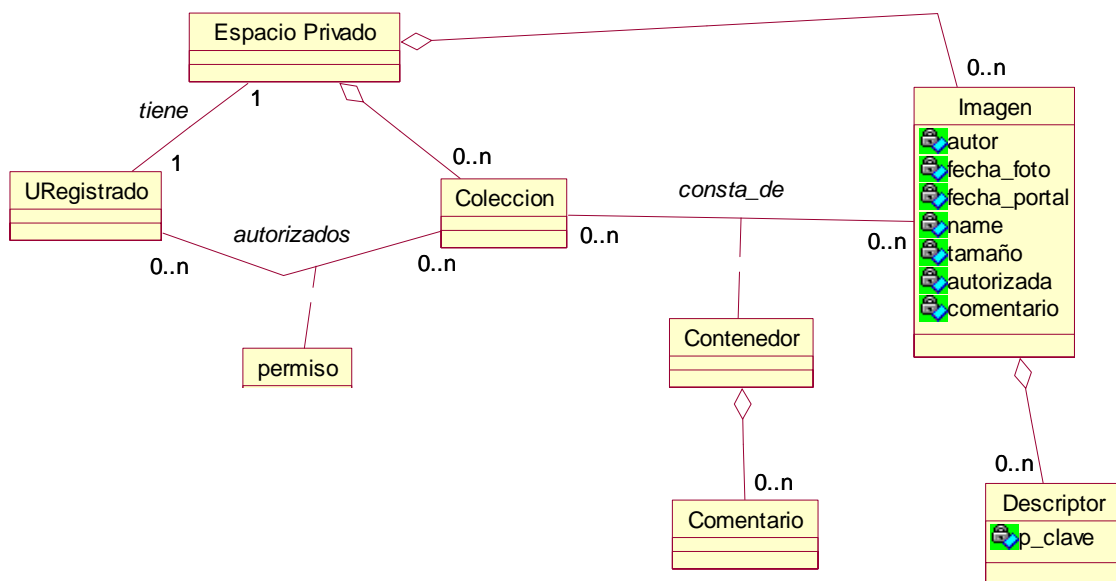 Espacio Privado
0..n
Imagen
autor
fecha_foto
fecha_portal
name
tamaño
autorizada
comentario
tiene
1
1
0..n
URegistrado
Coleccion
consta_de
autorizados
0..n
0..n
0..n
0..n
permiso
Contenedor
0..n
Comentario
0..n
Descriptor
p_clave